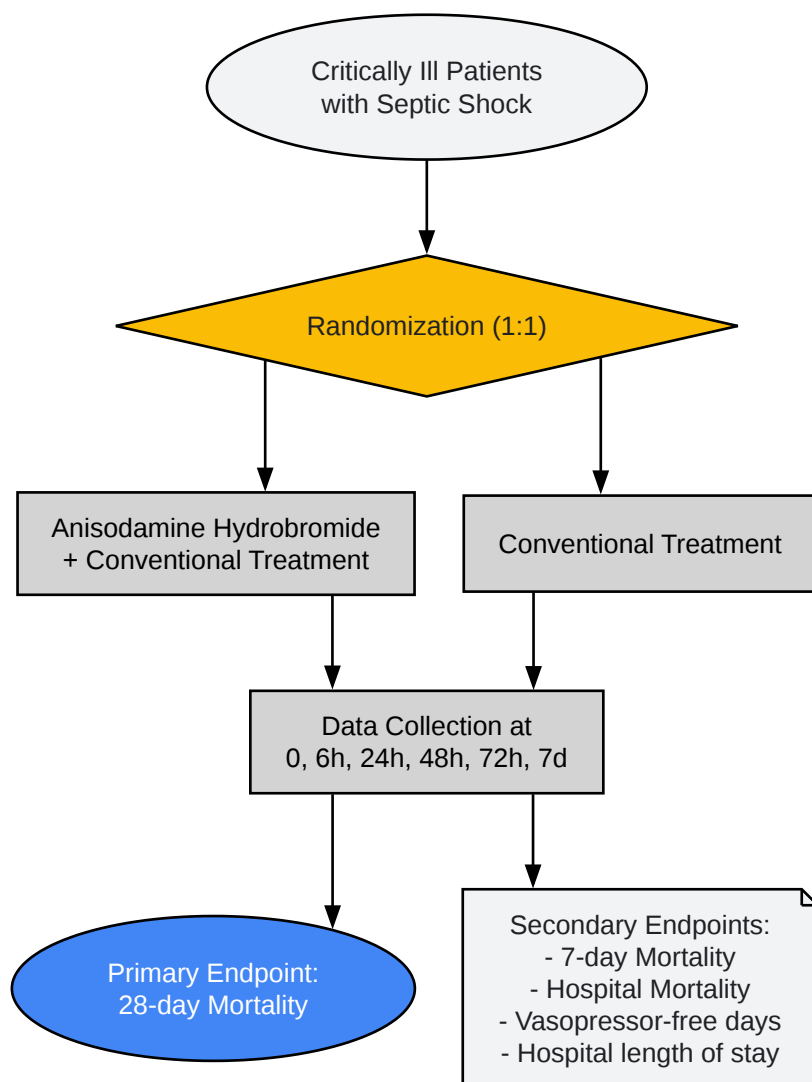 Critically Ill Patients
with Septic Shock
Randomization (1:1)
Anisodamine Hydrobromide
+ Conventional Treatment
Conventional Treatment
Data Collection at
0, 6h, 24h, 48h, 72h, 7d
Primary Endpoint:
28-day Mortality
Secondary Endpoints:
- 7-day Mortality
- Hospital Mortality
- Vasopressor-free days
- Hospital length of stay